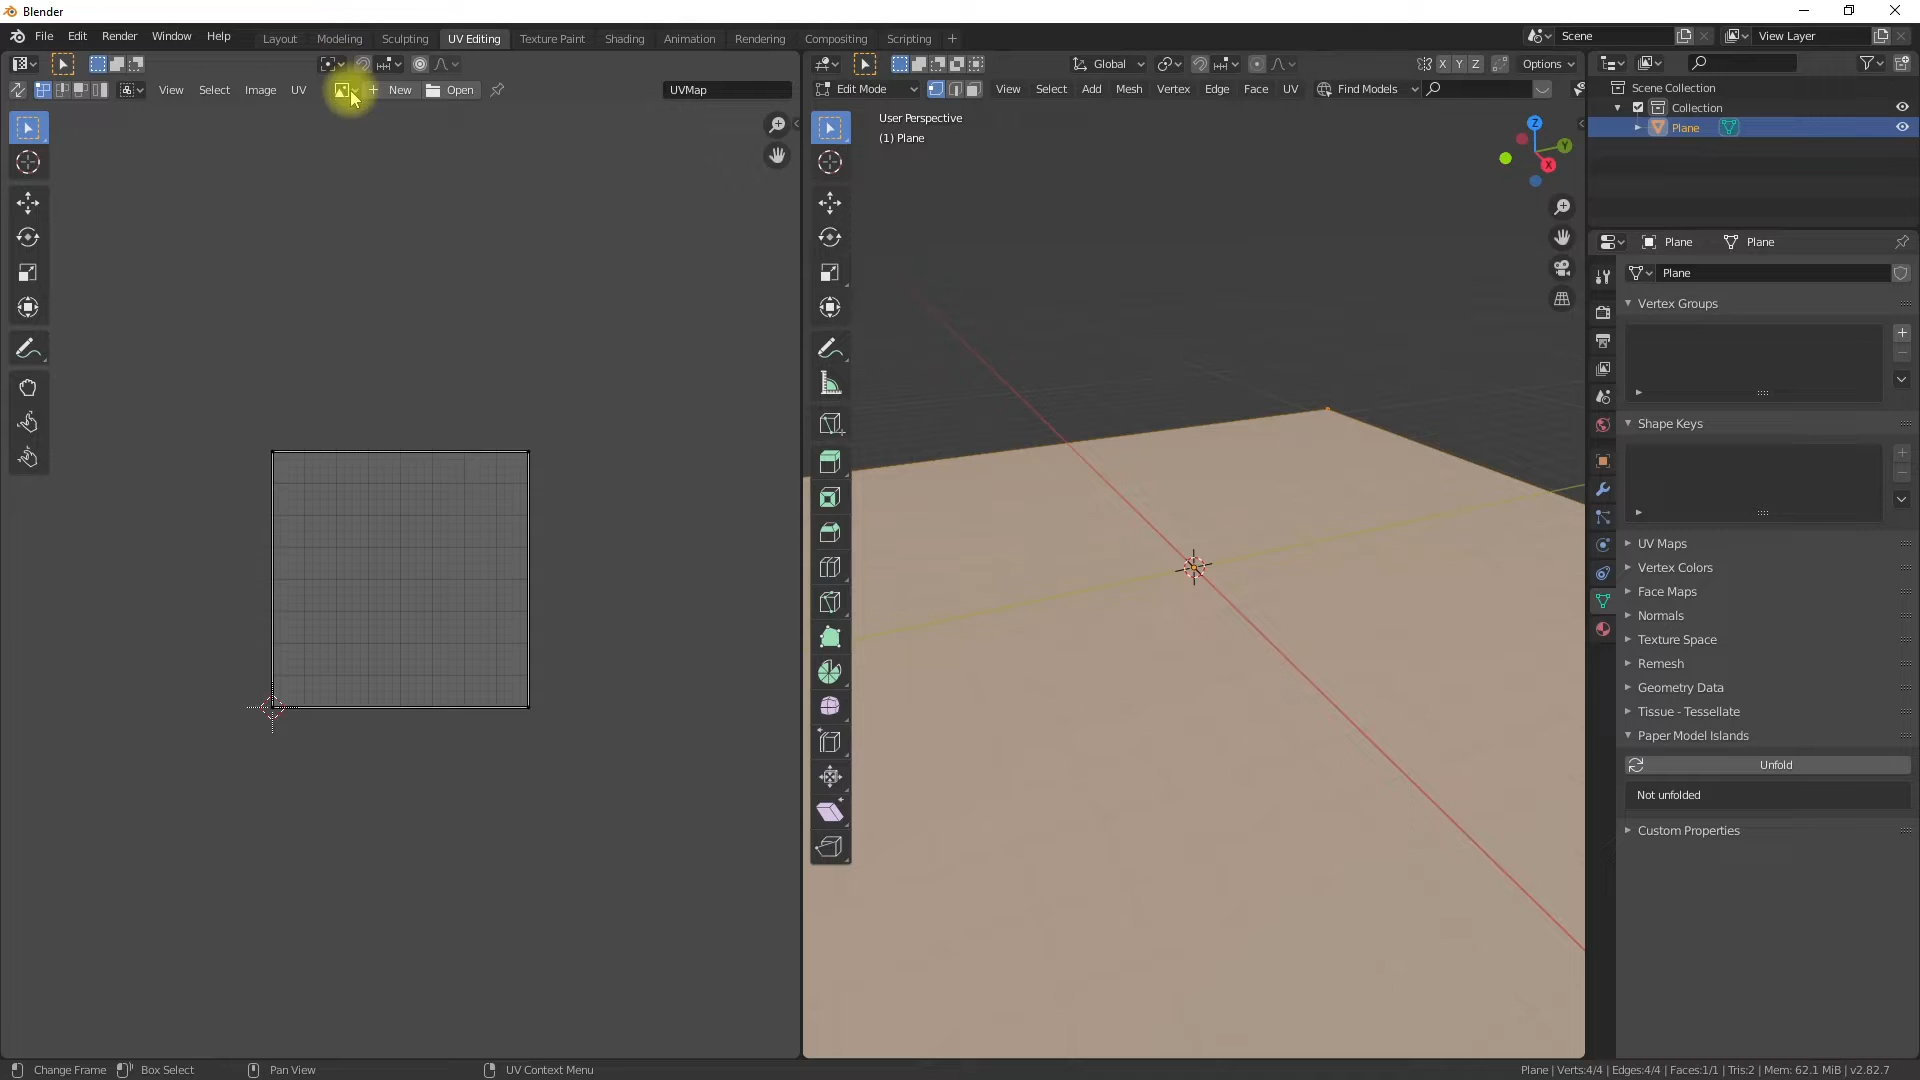 Blender
File Edit Render Window Help
Layout Modeling Sculpting UV Editing Texture Paint Shading Animation Rendering Compositing Scripting
Scene
View Layer
Global
X Y Z
Options
View Select Image UV
New
Open
UVMap
Edit Mode
View Select Add Mesh Vertex Edge Face UV
Find Models
User Perspective
(1) Plane
Z
Y
X
Scene Collection
Collection
Plane
Plane Plane
Plane
Vertex Groups
Shape Keys
UV Maps
Vertex Colors
Face Maps
Normals
Texture Space
Remesh
Geometry Data
Tissue - Tessellate
Paper Model Islands
Unfold
Not unfolded
Custom Properties
Change Frame Box Select Pan View UV Context Menu
Plane | Verts:4/4 | Edges:4/4 | Faces:1/1 | Tris:2 | Mem: 62.1 MiB | v2.82.7